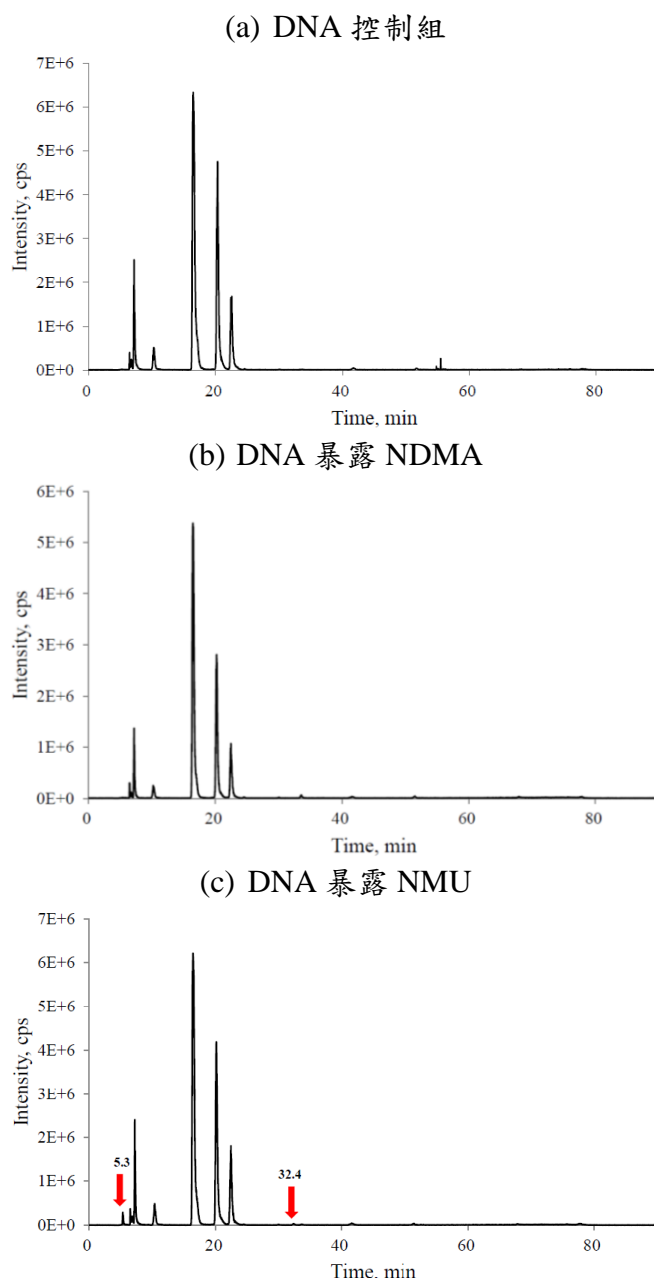 (a) DNA 控制組
7E+6
6E+6
5E+6
4E+6
3E+6
2E+6
1E+6
0E+0
Intensity, cps
0 20 40 60 80
Time, min
(b) DNA 暴露 NDMA
6E+6
5E+6
4E+6
3E+6
2E+6
1E+6
0E+0
Intensity, cps
0 20 40 60 80
Time, min
(c) DNA 暴露 NMU
7E+6
6E+6
5E+6
4E+6
3E+6
2E+6
1E+6
0E+0
Intensity, cps
5.3
32.4
0 20 40 60 80
Time, min